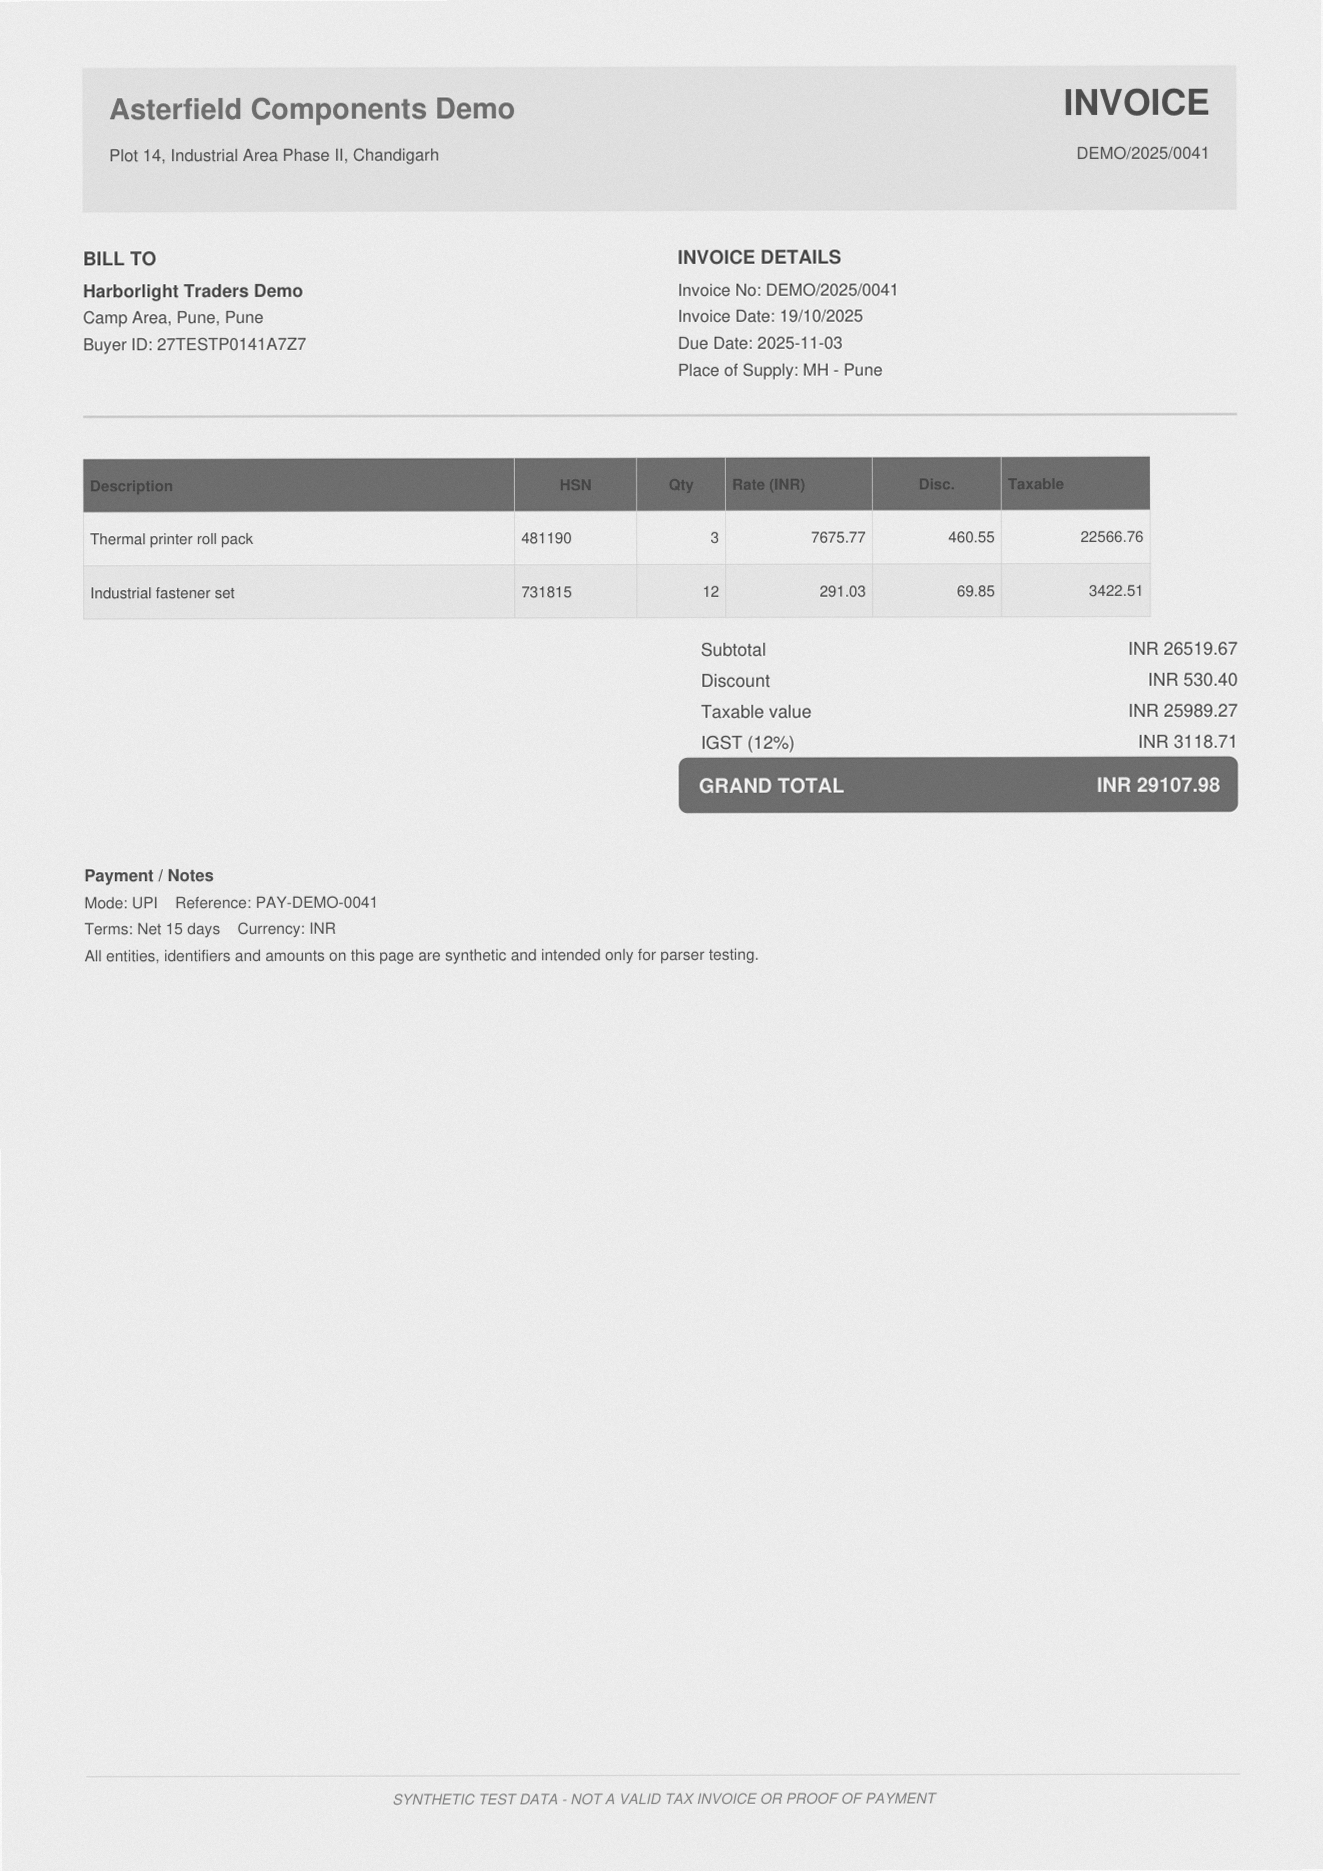 Asterfield Components Demo
INVOICE
Plot 14, Industrial Area Phase II, Chandigarh
DEMO/2025/0041
BILL TO
Harborlight Traders Demo
Camp Area, Pune, Pune
Buyer ID: 27TESTP0141A7Z7
INVOICE DETAILS
Invoice No: DEMO/2025/0041
Invoice Date: 19/10/2025
Due Date: 2025-11-03
Place of Supply: MH - Pune
Description HSN Qty Rate (INR) Disc. Taxable
Thermal printer roll pack 481190 3 7675.77 460.55 22566.76
Industrial fastener set 731815 12 291.03 69.85 3422.51
Subtotal INR 26519.67
Discount INR 530.40
Taxable value INR 25989.27
IGST (12%) INR 3118.71
GRAND TOTAL INR 29107.98
Payment / Notes
Mode: UPI Reference: PAY-DEMO-0041
Terms: Net 15 days Currency: INR
All entities, identifiers and amounts on this page are synthetic and intended only for parser testing.
SYNTHETIC TEST DATA - NOT A VALID TAX INVOICE OR PROOF OF PAYMENT